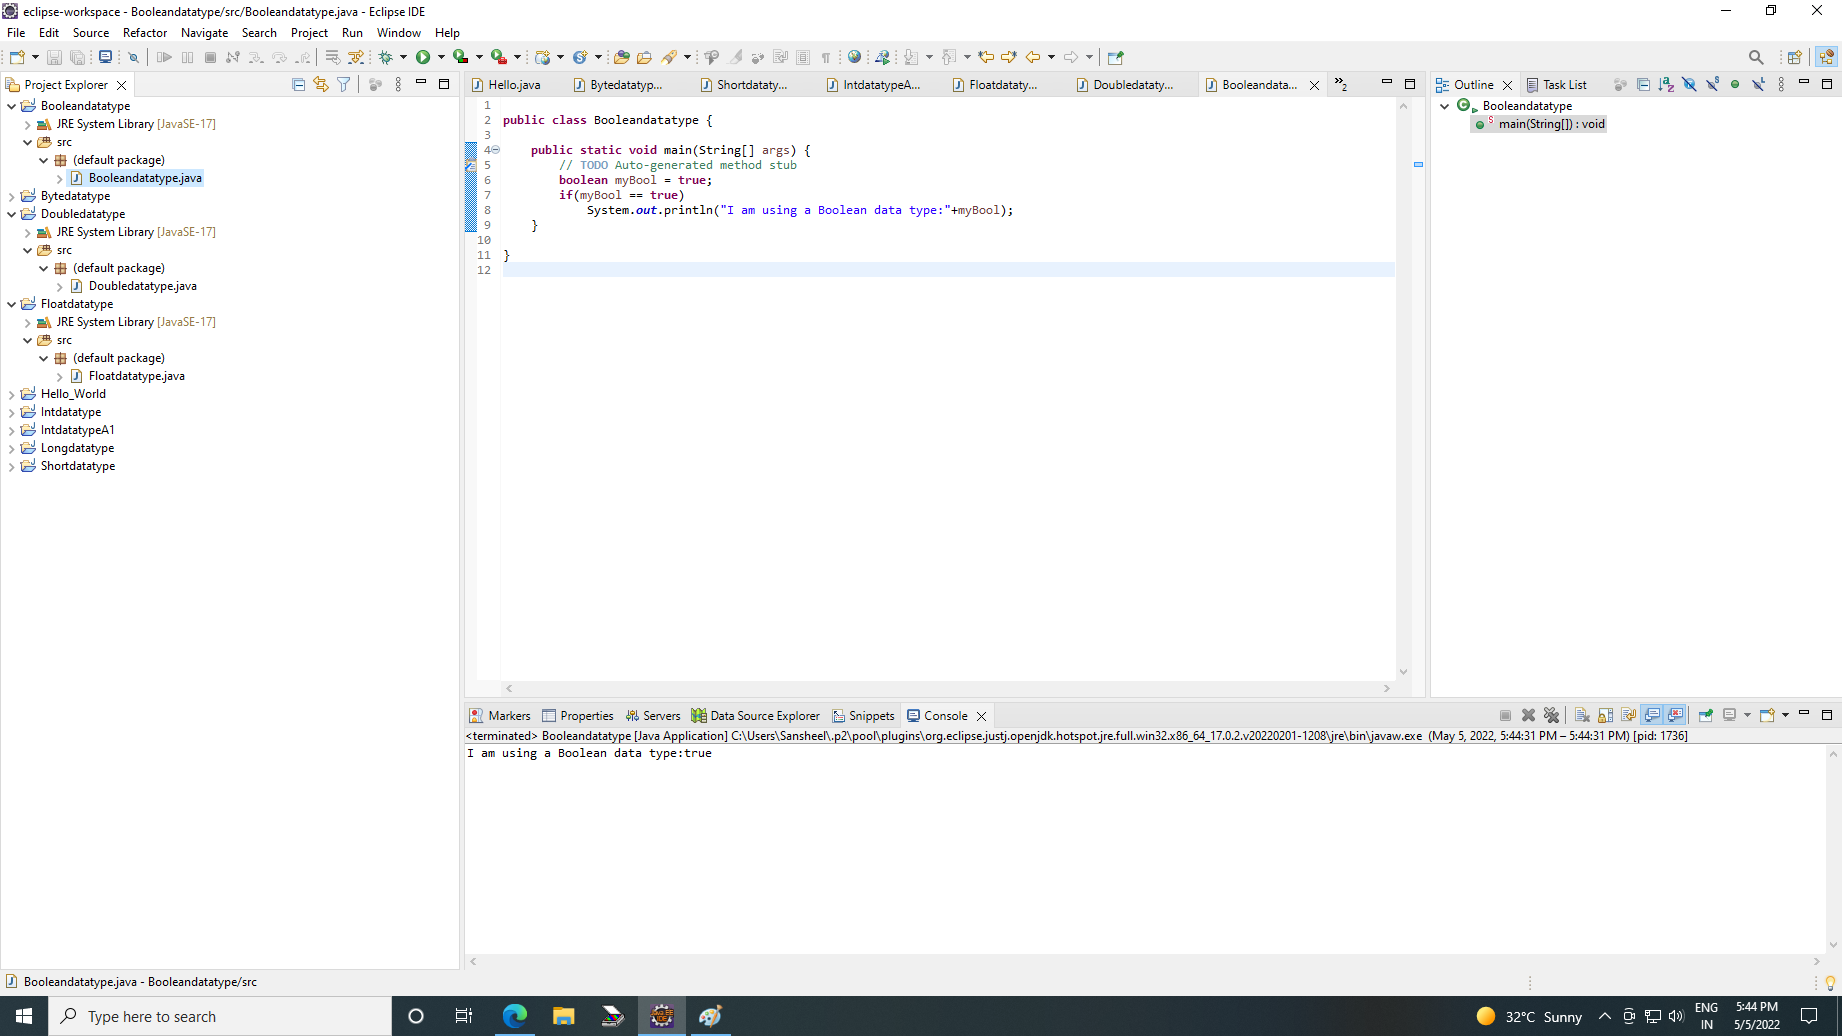 eclipse-workspace - Booleandatatype/src/Booleandatatype.java - Eclipse IDE
File Edit Source Refactor Navigate Search Project Run Window Help
Project Explorer
Booleandatatype
JRE System Library [JavaSE-17]
src
(default package)
Booleandatatype.java
Bytedatatype
Doubledatatype
JRE System Library [JavaSE-17]
src
(default package)
Doubledatatype.java
Floatdatatype
JRE System Library [JavaSE-17]
src
(default package)
Floatdatatype.java
Hello_World
Intdatatype
IntdatatypeA1
Longdatatype
Shortdatatype
Hello.java Bytedatatyp... Shortdataty... IntdatatypeA... Floatdataty... Doubledataty... Booleandata... »2
1
2 public class Booleandatatype {
3
4 public static void main(String[] args) {
5 // TODO Auto-generated method stub
6 boolean myBool = true;
7 if(myBool == true)
8 System.out.println("I am using a Boolean data type:"+myBool);
9 }
10
11 }
12
Outline Task List
Booleandatatype
main(String[]) : void
Markers Properties Servers Data Source Explorer Snippets Console
<terminated> Booleandatatype [Java Application] C:\Users\Sansheel\.p2\pool\plugins\org.eclipse.justj.openjdk.hotspot.jre.full.win32.x86_64_17.0.2.v20220201-1208\jre\bin\javaw.exe (May 5, 2022, 5:44:31 PM – 5:44:31 PM) [pid: 1736]
I am using a Boolean data type:true
Booleandatatype.java - Booleandatatype/src
Type here to search
32°C Sunny
ENG
IN
5:44 PM
5/5/2022